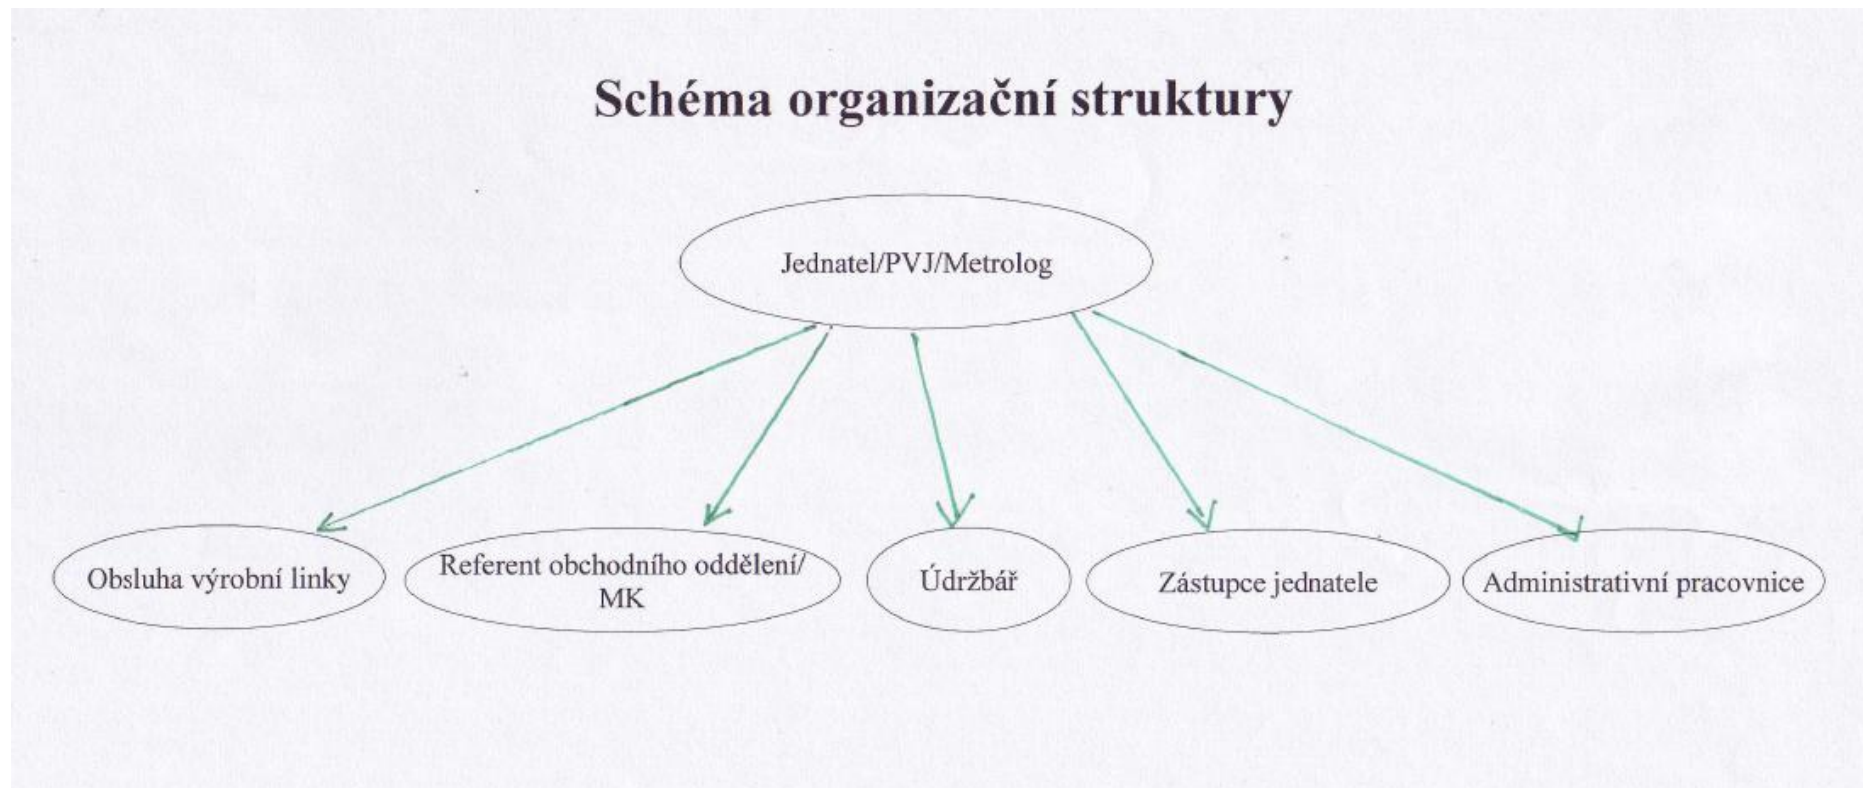 Schéma organizační struktury
Jednatel/PVJ/Metrolog
Obsluha výrobní linky
Referent obchodního oddělení/
MK
Údržbář
Zástupce jednatele
Administrativní pracovnice